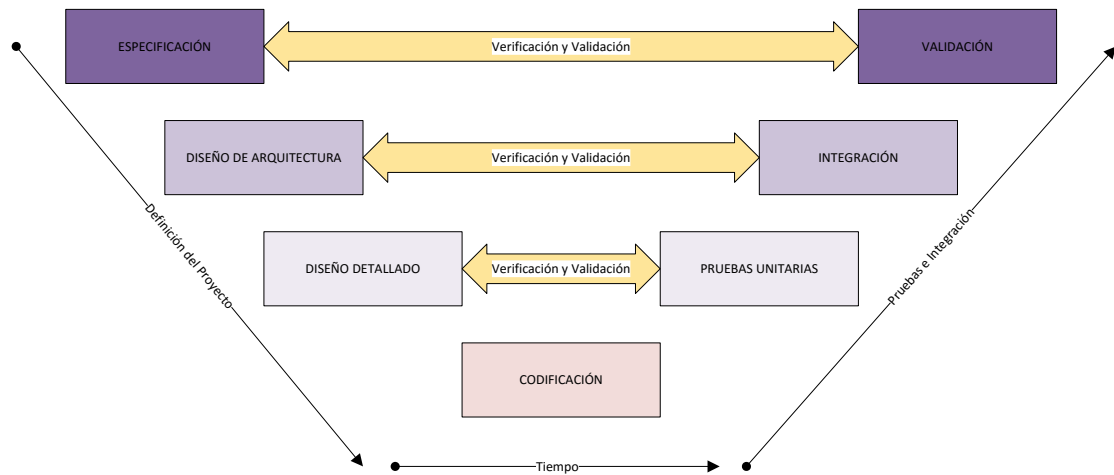 ESPECIFICACIÓN
Verificación y Validación
VALIDACIÓN
DISEÑO DE ARQUITECTURA
Verificación y Validación
INTEGRACIÓN
Definición del Proyecto
Pruebas e Integración
DISEÑO DETALLADO
Verificación y Validación
PRUEBAS UNITARIAS
CODIFICACIÓN
Tiempo